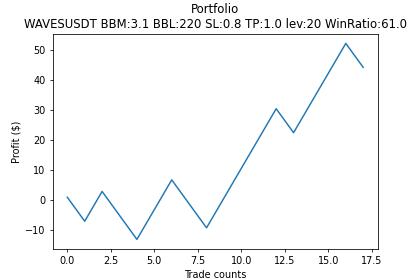 Portfolio
WAVESUSDT BBM:3.1 BBL:220 SL:0.8 TP:1.0 lev:20 WinRatio:61.0
50
40
30
20
10
0
−10
Profit ($)
0.0 2.5 5.0 7.5 10.0 12.5 15.0 17.5
Trade counts